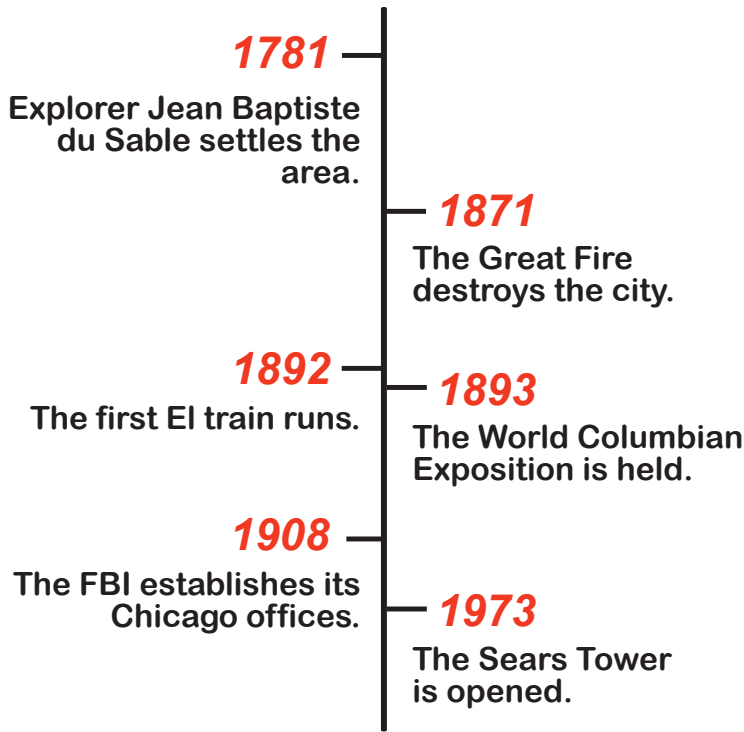 1781
Explorer Jean Baptiste
du Sable settles the
area.
1871
The Great Fire
destroys the city.
1892
The first El train runs.
1893
The World Columbian
Exposition is held.
1908
The FBI establishes its
Chicago offices.
1973
The Sears Tower
is opened.